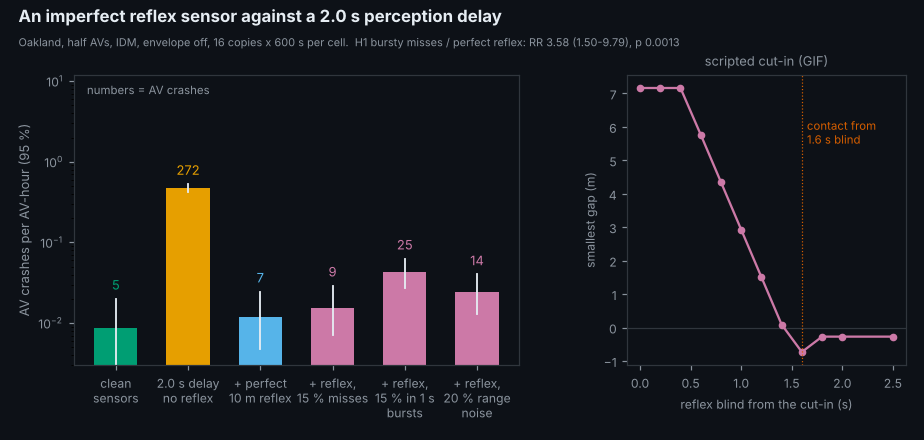 An imperfect reflex sensor against a 2.0 s perception delay
Oakland, half AVs, IDM, envelope off, 16 copies x 600 s per cell.  H1 bursty misses / perfect reflex: RR 3.58 (1.50-9.79), p 0.0013
numbers = AV crashes
AV crashes per AV-hour (95 %)
10¹
10⁰
10⁻¹
10⁻²
5
272
7
9
25
14
clean
sensors
2.0 s delay
no reflex
+ perfect
10 m reflex
+ reflex,
15 % misses
+ reflex,
15 % in 1 s
bursts
+ reflex,
20 % range
noise
scripted cut-in (GIF)
contact from
1.6 s blind
smallest gap (m)
7
6
5
4
3
2
1
0
−1
0.0
0.5
1.0
1.5
2.0
2.5
reflex blind from the cut-in (s)